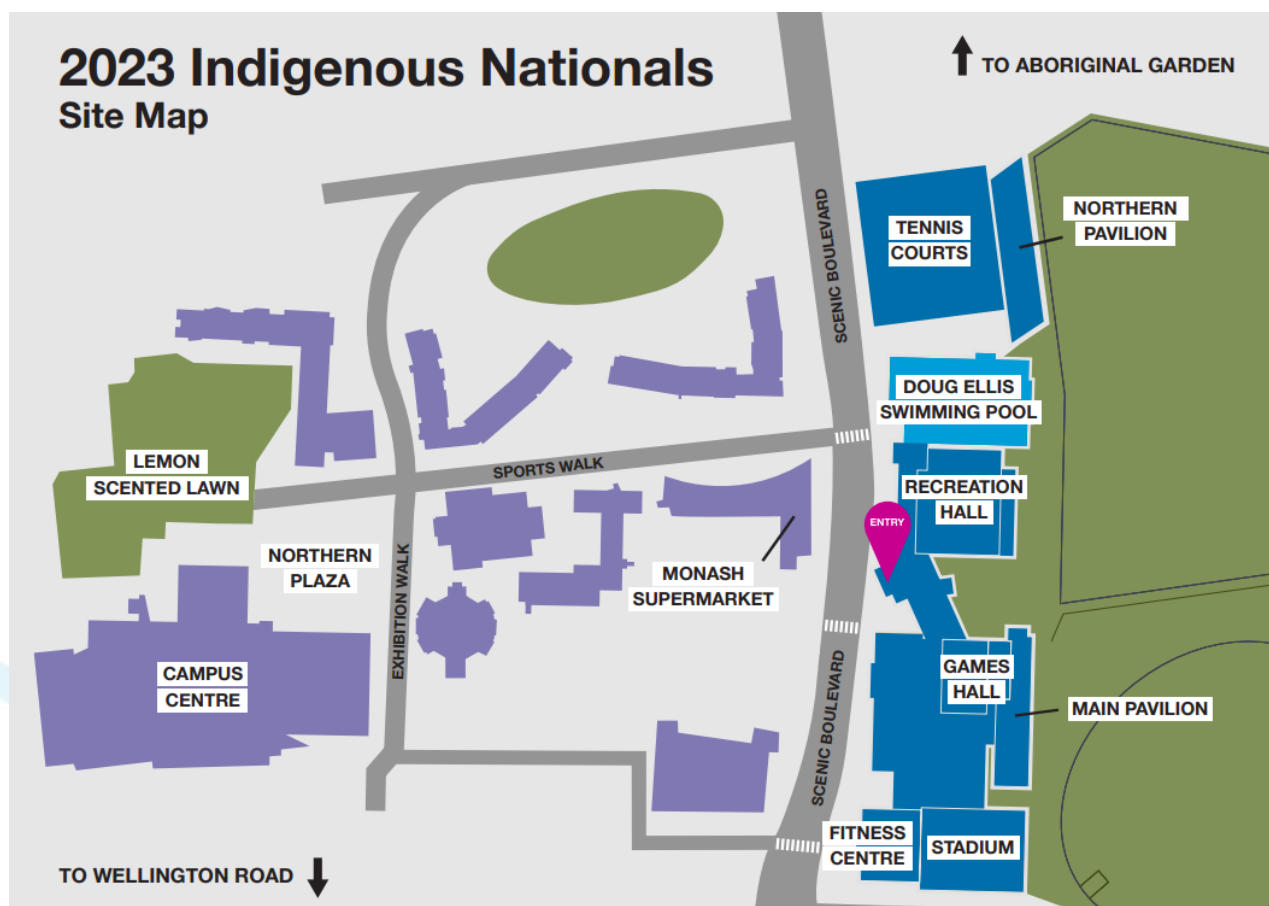 2023 Indigenous Nationals
Site Map
TO ABORIGINAL GARDEN
SCENIC BOULEVARD
TENNIS
COURTS
NORTHERN
PAVILION
DOUG ELLIS
SWIMMING POOL
LEMON
SCENTED LAWN
SPORTS WALK
RECREATION
HALL
ENTRY
NORTHERN
PLAZA
EXHIBITION WALK
MONASH
SUPERMARKET
CAMPUS
CENTRE
GAMES
HALL
MAIN PAVILION
SCENIC BOULEVARD
FITNESS
CENTRE
STADIUM
TO WELLINGTON ROAD